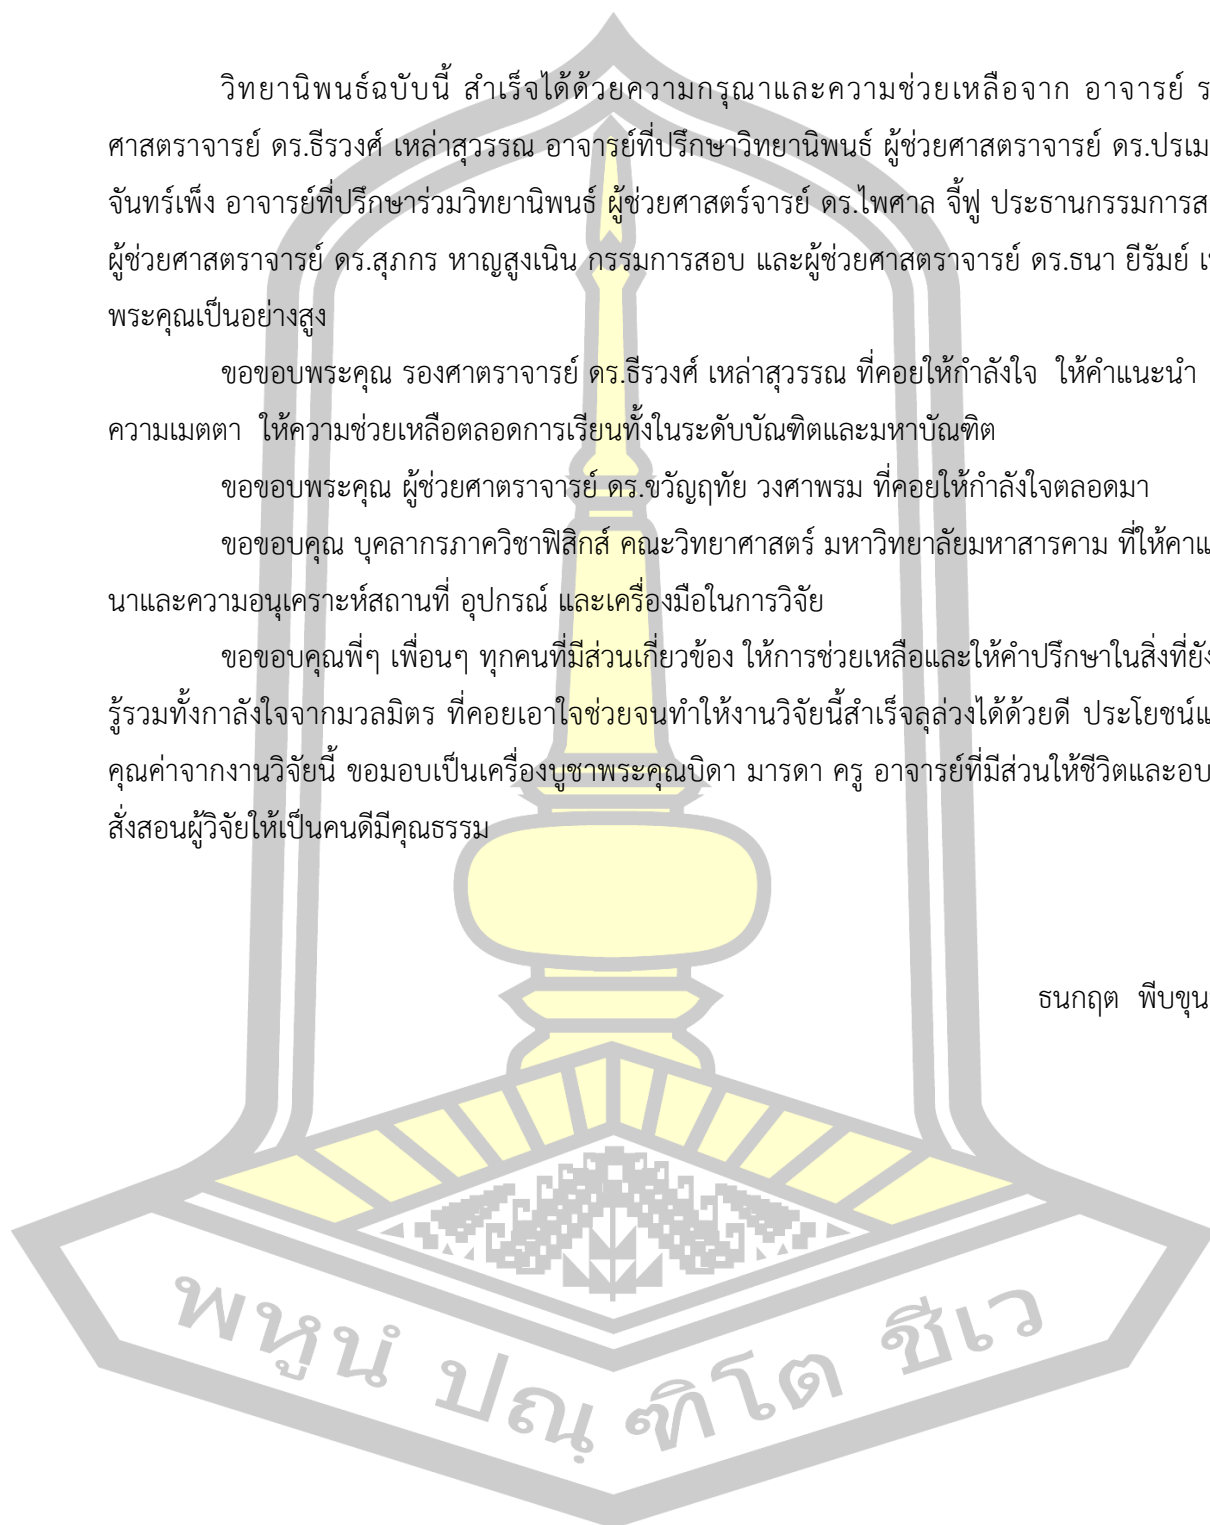 วิทยานิพนธ์ฉบับนี้ สำเร็จได้ด้วยความกรุณาและความช่วยเหลือจาก อาจารย์ ร
ศาสตราจารย์ ดร.ธีรวงศ์ เหล่าสุวรรณ อาจารย์ที่ปรึกษาวิทยานิพนธ์ ผู้ช่วยศาสตราจารย์ ดร.ปรเม
จันทร์เพ็ง อาจารย์ที่ปรึกษาร่วมวิทยานิพนธ์ ผู้ช่วยศาสตร์จารย์ ดร.ไพศาล จี้ฟู ประธานกรรมการส
ผู้ช่วยศาสตราจารย์ ดร.สุภกร หาญสูงเนิน กรรมการสอบ และผู้ช่วยศาสตราจารย์ ดร.ธนา ยีรัมย์
พระคุณเป็นอย่างสูง
ขอขอบพระคุณ รองศาตราจารย์ ดร.ธีรวงศ์ เหล่าสุวรรณ ที่คอยให้กำลังใจ ให้คำแนะนำ
ความเมตตา ให้ความช่วยเหลือตลอดการเรียนทั้งในระดับบัณฑิตและมหาบัณฑิต
ขอขอบพระคุณ ผู้ช่วยศาตราจารย์ ดร.ขวัญฤทัย วงศาพรม ที่คอยให้กำลังใจตลอดมา
ขอขอบคุณ บุคลากรภาควิชาฟิสิกส์ คณะวิทยาศาสตร์ มหาวิทยาลัยมหาสารคาม ที่ให้คาแ
นาและความอนุเคราะห์สถานที่ อุปกรณ์ และเครื่องมือในการวิจัย
ขอขอบคุณพี่ๆ เพื่อนๆ ทุกคนที่มีส่วนเกี่ยวข้อง ให้การช่วยเหลือและให้คำปรึกษาในสิ่งที่ยัง
รู้รวมทั้งกาลังใจจากมวลมิตร ที่คอยเอาใจช่วยจนทำให้งานวิจัยนี้สำเร็จลุล่วงได้ด้วยดี ประโยชน์แ
คุณค่าจากงานวิจัยนี้ ขอมอบเป็นเครื่องบูชาพระคุณบิดา มารดา ครู อาจารย์ที่มีส่วนให้ชีวิตและอบ
สั่งสอนผู้วิจัยให้เป็นคนดีมีคุณธรรม
ธนกฤต พีบขุน
พหูนํ ปณฺฑิโต ชีเว